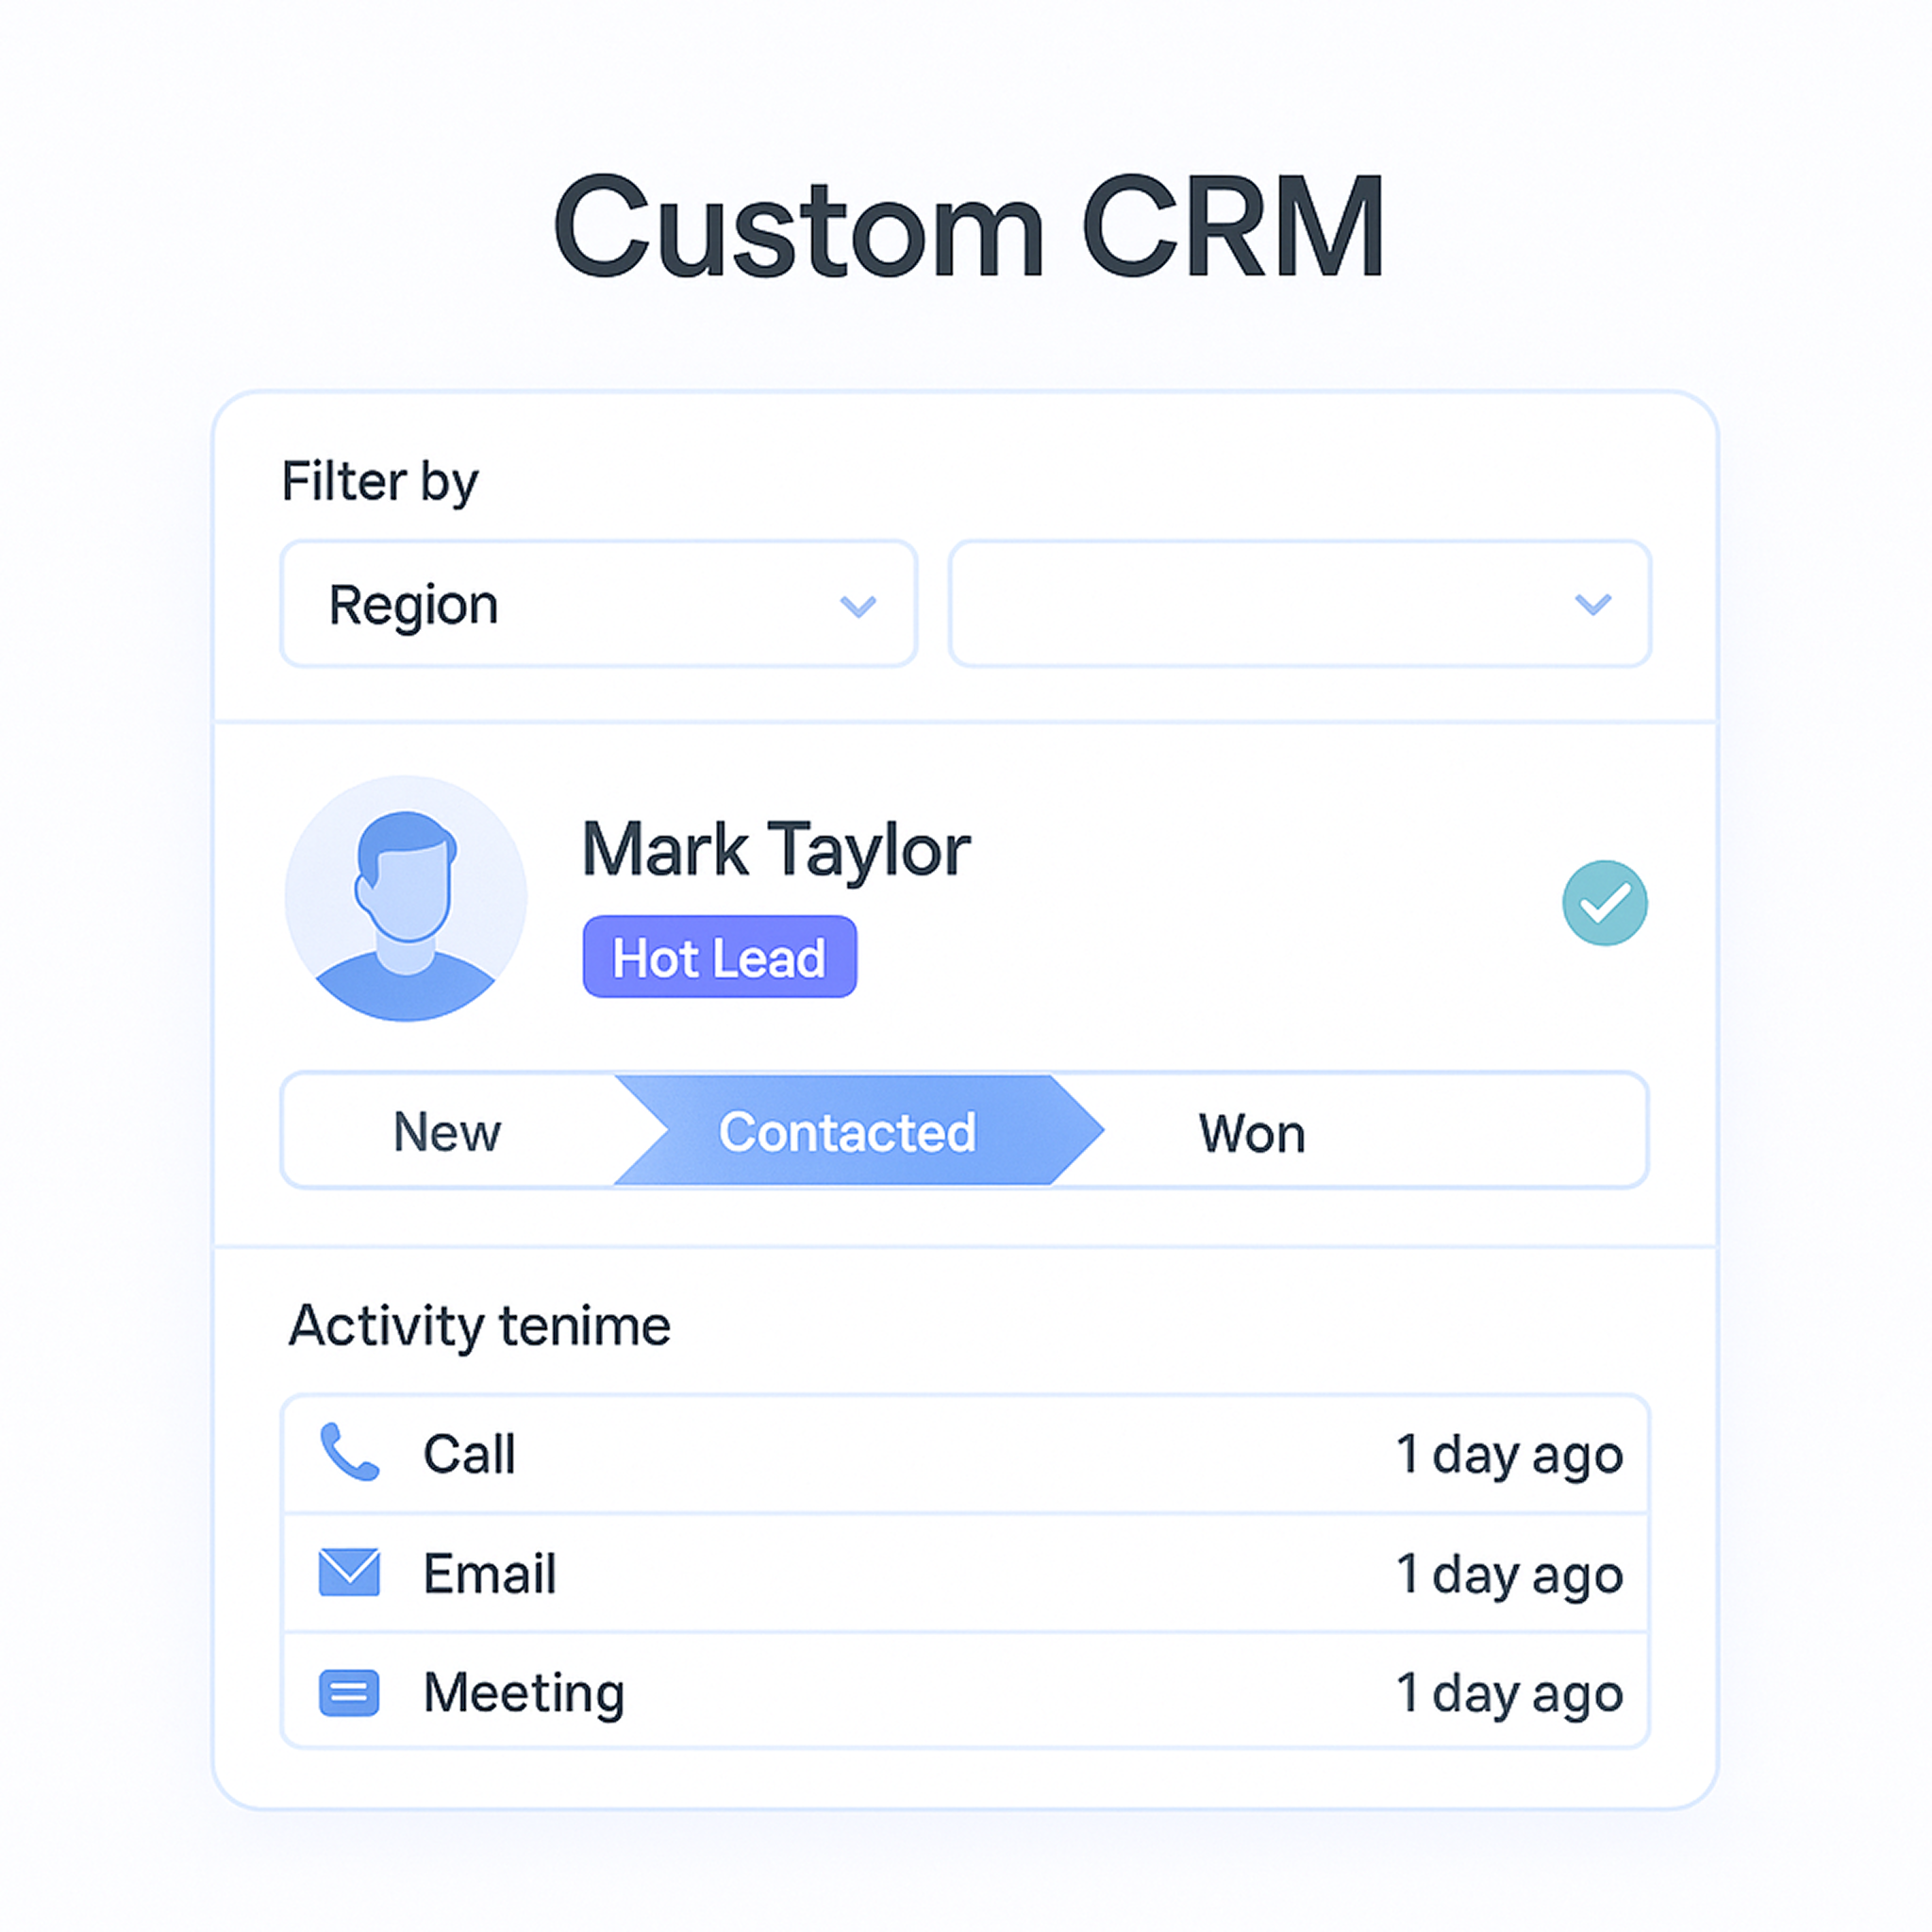 Custom CRM
Filter by
Region
Mark Taylor
Hot Lead
New Contacted Won
Activity tenime
Call 1 day ago
Email 1 day ago
Meeting 1 day ago